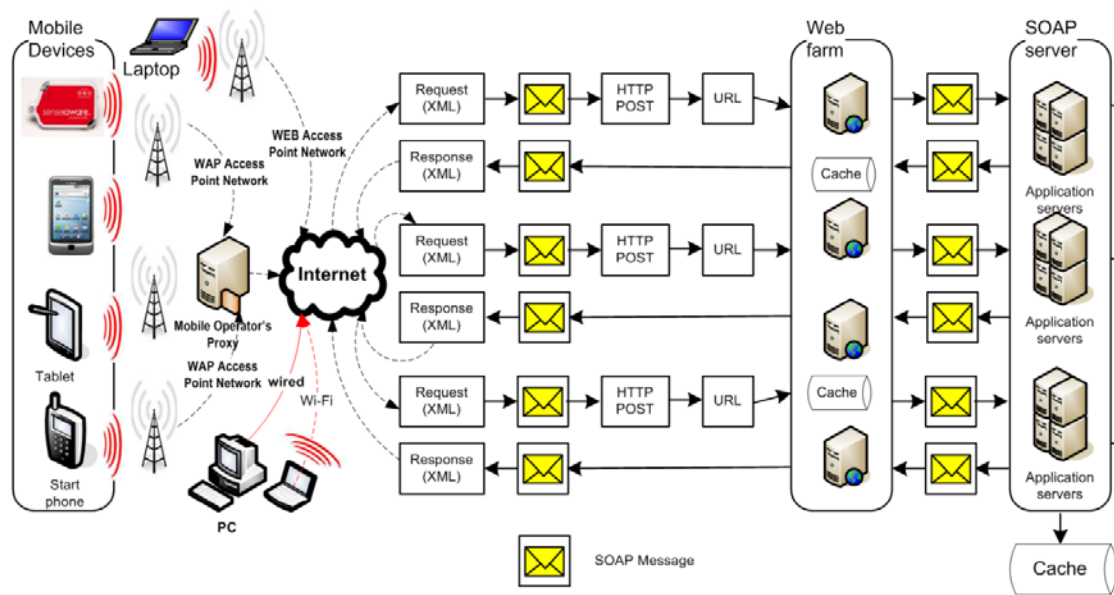 Mobile
Devices
Laptop
senseaware
Tablet
Start
phone
WAP Access
Point Network
WEB Access
Point Network
Mobile Operator's
Proxy
WAP Access
Point Network
Internet
wired
Wi-Fi
PC
Request
(XML)
HTTP
POST
URL
Response
(XML)
Request
(XML)
HTTP
POST
URL
Response
(XML)
Request
(XML)
HTTP
POST
URL
Response
(XML)
SOAP Message
Web
farm
Cache
Cache
SOAP
server
Application
servers
Application
servers
Application
servers
Cache